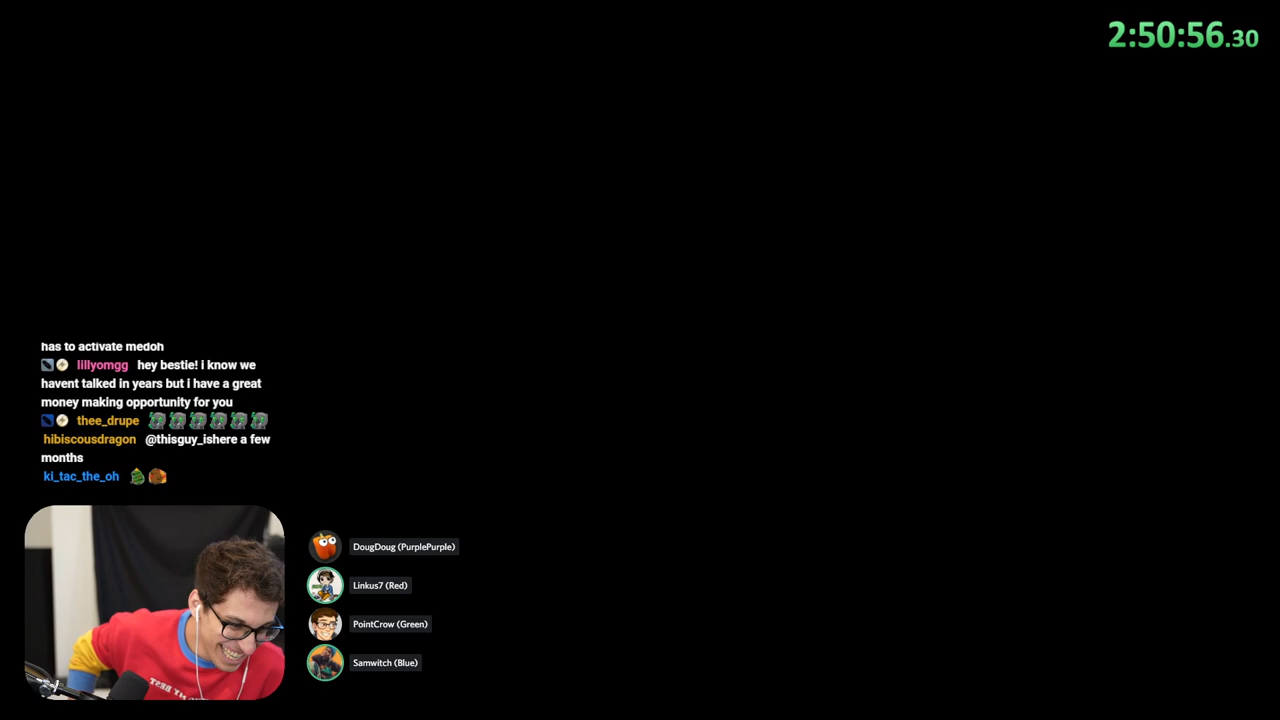 2:50:56.30
has to activate medoh
lillyomgg hey bestie! i know we
havent talked in years but i have a great
money making opportunity for you
thee_drupe
hibiscousdragon @thisguy_ishere a few
months
ki_tac_the_oh
DougDoug (PurplePurple)
Linkus7 (Red)
PointCrow (Green)
Samwitch (Blue)